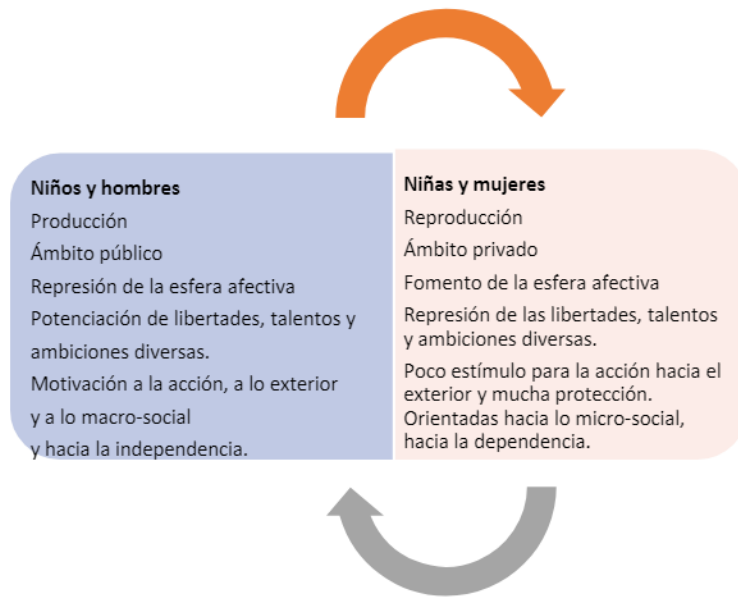 Niños y hombres
Producción
Ámbito público
Represión de la esfera afectiva
Potenciación de libertades, talentos y
ambiciones diversas.
Motivación a la acción, a lo exterior
y a lo macro-social
y hacia la independencia.
Niñas y mujeres
Reproducción
Ámbito privado
Fomento de la esfera afectiva
Represión de las libertades, talentos
y ambiciones diversas.
Poco estímulo para la acción hacia el
exterior y mucha protección.
Orientadas hacia lo micro-social,
hacia la dependencia.